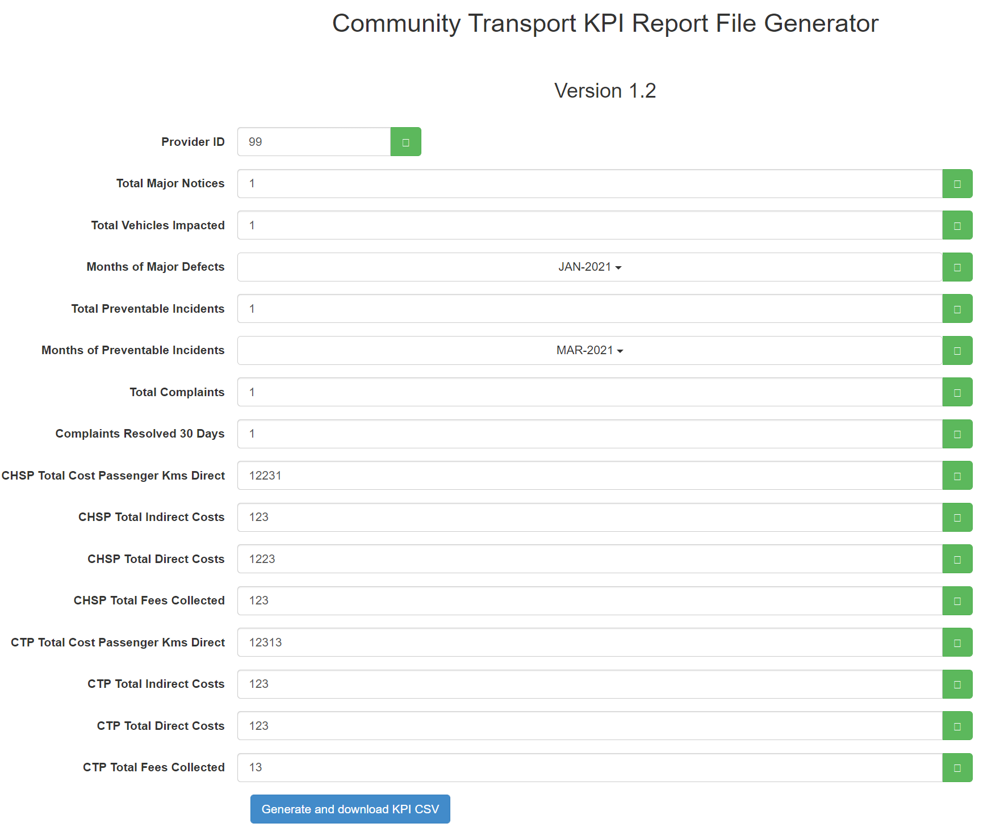 Community Transport KPI Report File Generator
Version 1.2
Provider ID 99
Total Major Notices 1
Total Vehicles Impacted 1
Months of Major Defects JAN-2021
Total Preventable Incidents 1
Months of Preventable Incidents MAR-2021
Total Complaints 1
Complaints Resolved 30 Days 1
CHSP Total Cost Passenger Kms Direct 12231
CHSP Total Indirect Costs 123
CHSP Total Direct Costs 1223
CHSP Total Fees Collected 123
CTP Total Cost Passenger Kms Direct 12313
CTP Total Indirect Costs 123
CTP Total Direct Costs 123
CTP Total Fees Collected 13
Generate and download KPI CSV